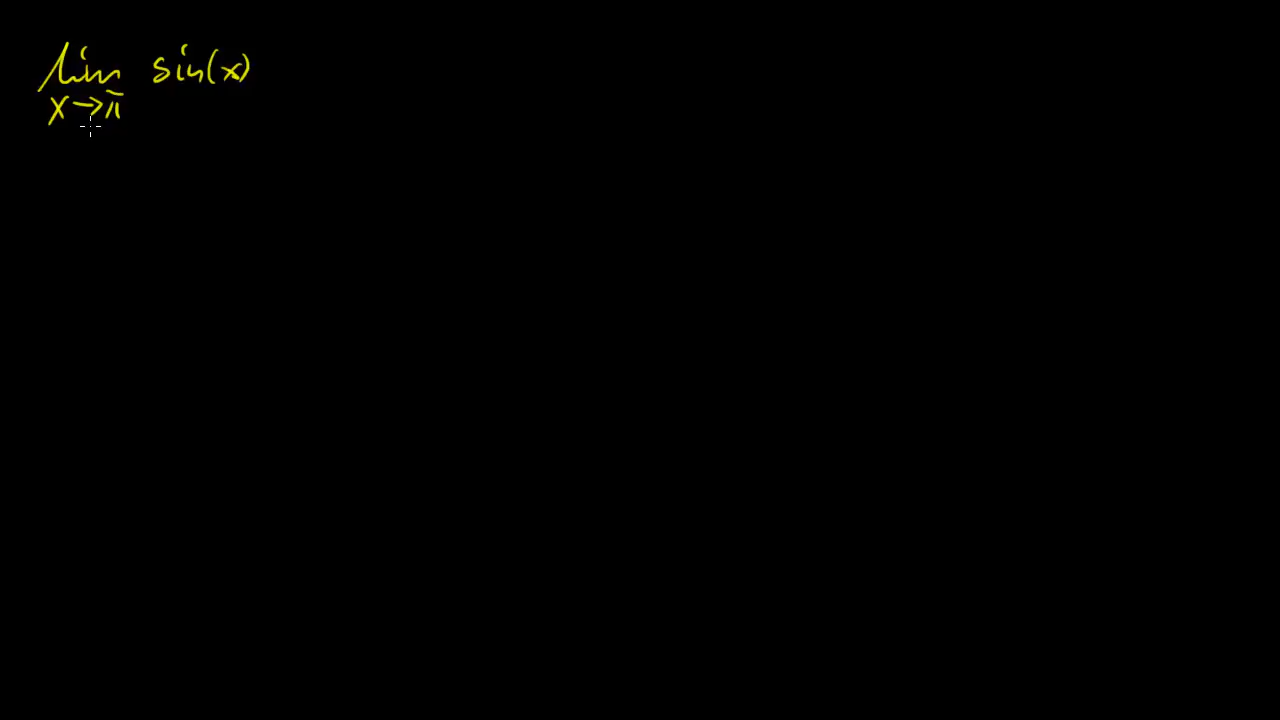 lim sin(x)
x→π